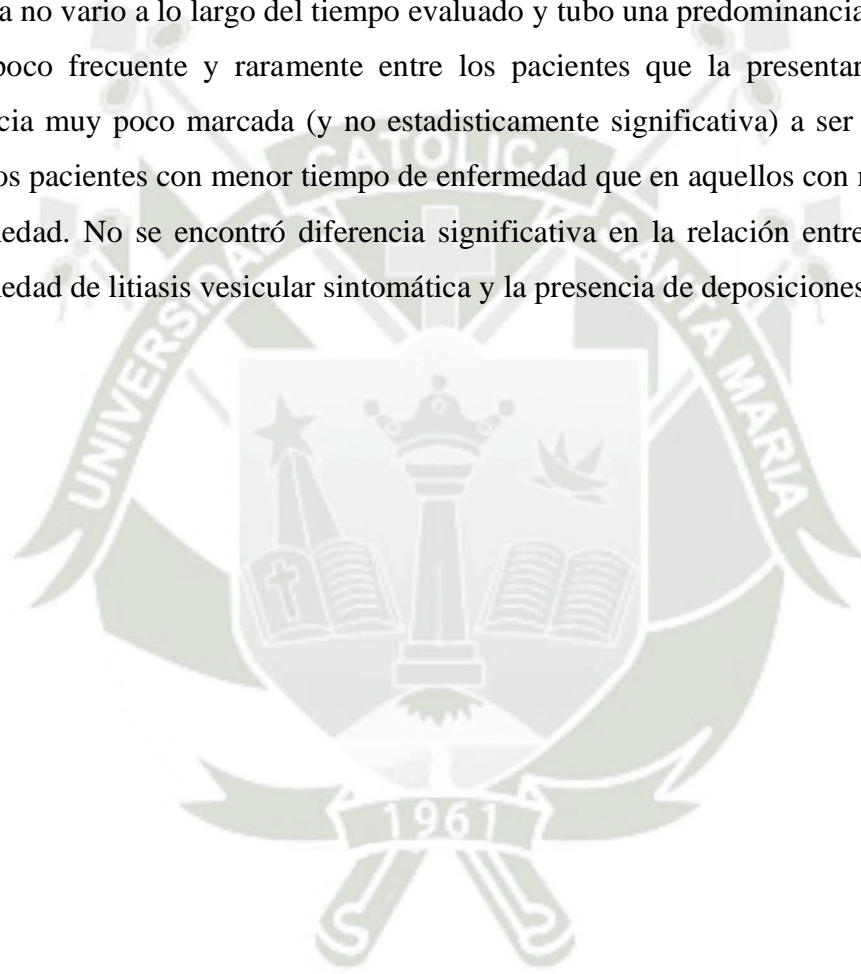 a no vario a lo largo del tiempo evaluado y tubo una predominancia
poco frecuente y raramente entre los pacientes que la presentar
cia muy poco marcada (y no estadisticamente significativa) a ser
os pacientes con menor tiempo de enfermedad que en aquellos con
edad. No se encontró diferencia significativa en la relación entre
edad de litiasis vesicular sintomática y la presencia de deposiciones
CATOLICA
UNIVERSIDAD
SANTA MARIA
1961